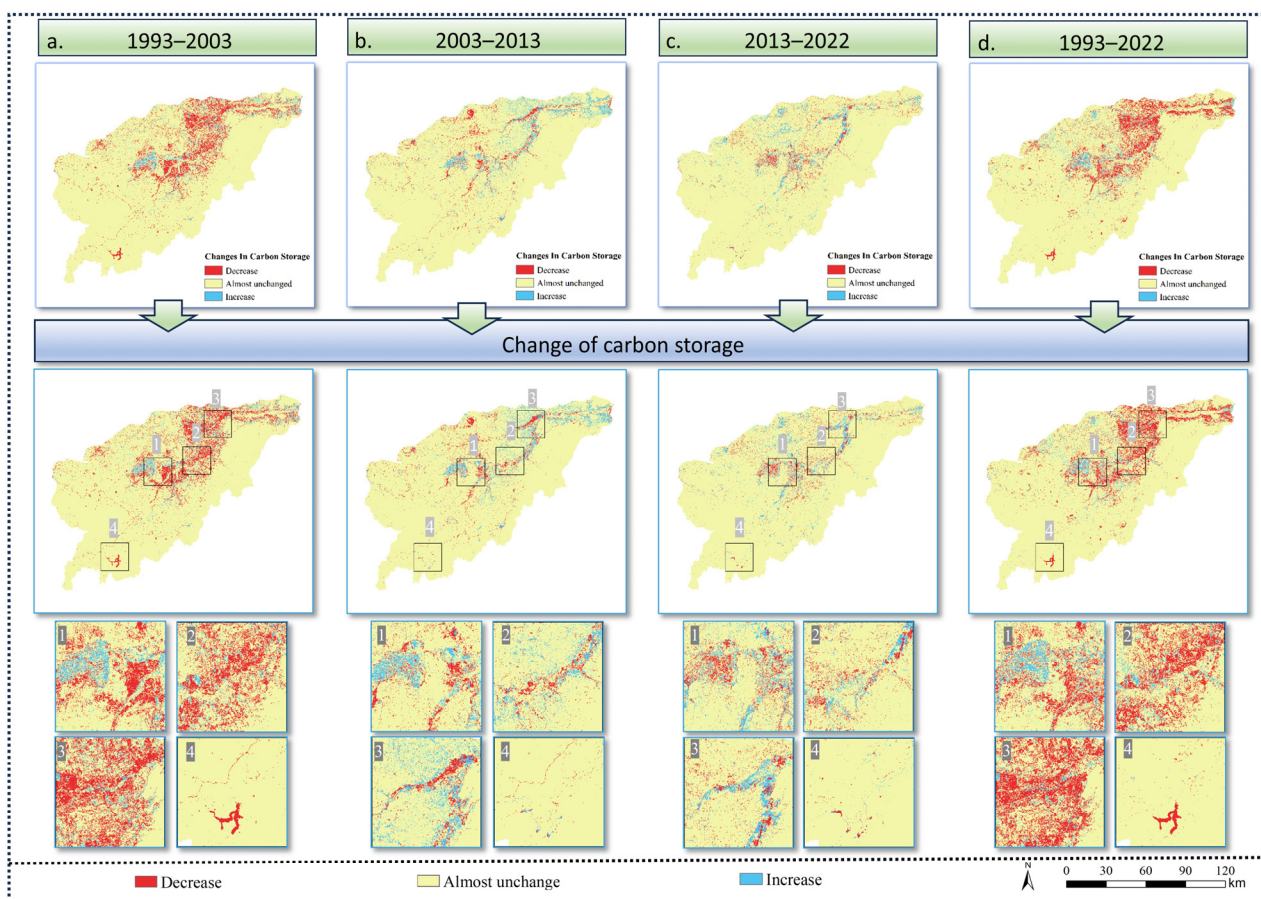 a. 1993–2003
b. 2003–2013
c. 2013–2022
d. 1993–2022
Changes In Carbon Storage
Decrease
Almost unchanged
Increase
Changes In Carbon Storage
Decrease
Almost unchanged
Increase
Changes In Carbon Storage
Decrease
Almost unchanged
Increase
Changes In Carbon Storage
Decrease
Almost unchanged
Increase
Change of carbon storage
3
2
1
4
3
2
1
4
3
2
1
4
3
2
1
4
1
2
1
2
1
2
1
2
3
4
3
4
3
4
3
4
Decrease
Almost unchange
Increase
N
0 30 60 90 120
km